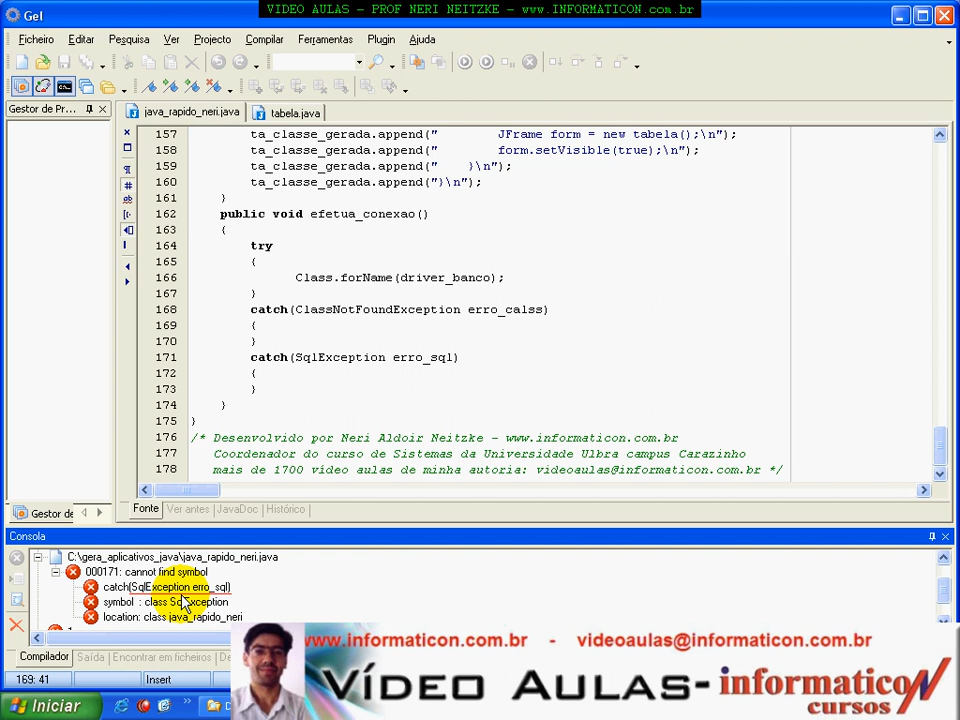 VIDEO AULAS - PROF NERI NEITZKE - www.INFORMATICON.com.br
Gel
Ficheiro Editar Pesquisa Ver Projecto Compilar Ferramentas Plugin Ajuda
Gestor de Pr...
java_rapido_neri.java tabela.java
157 ta_classe_gerada.append(" JFrame form = new tabela();\n");
158 ta_classe_gerada.append(" form.setVisible(true);\n");
159 ta_classe_gerada.append(" }\n");
160 ta_classe_gerada.append("}\n");
161 }
162 public void efetua_conexao()
163 {
164 try
165 {
166 Class.forName(driver_banco);
167 }
168 catch(ClassNotFoundException erro_calss)
169 {
170 }
171 catch(SqlException erro_sql)
172 {
173 }
174 }
175 }
176 /* Desenvolvido por Neri Aldoir Neitzke - www.informaticon.com.br
177 Coordenador do curso de Sistemas da Universidade Ulbra campus Carazinho
178 mais de 1700 vídeo aulas de minha autoria: videoaulas@informaticon.com.br */
Gestor de
Fonte Ver antes JavaDoc Histórico
Consola
C:\gera_aplicativos_java\java_rapido_neri.java
000171: cannot find symbol
catch(SqlException erro_sql)
symbol : class SqlException
location: class java_rapido_neri
Compilador Saída Encontrar em ficheiros De
169: 41 Insert
www.informaticon.com.br - videoaulas@informaticon.com.br
VÍDEO AULAS- informaticoN
cursos
Iniciar